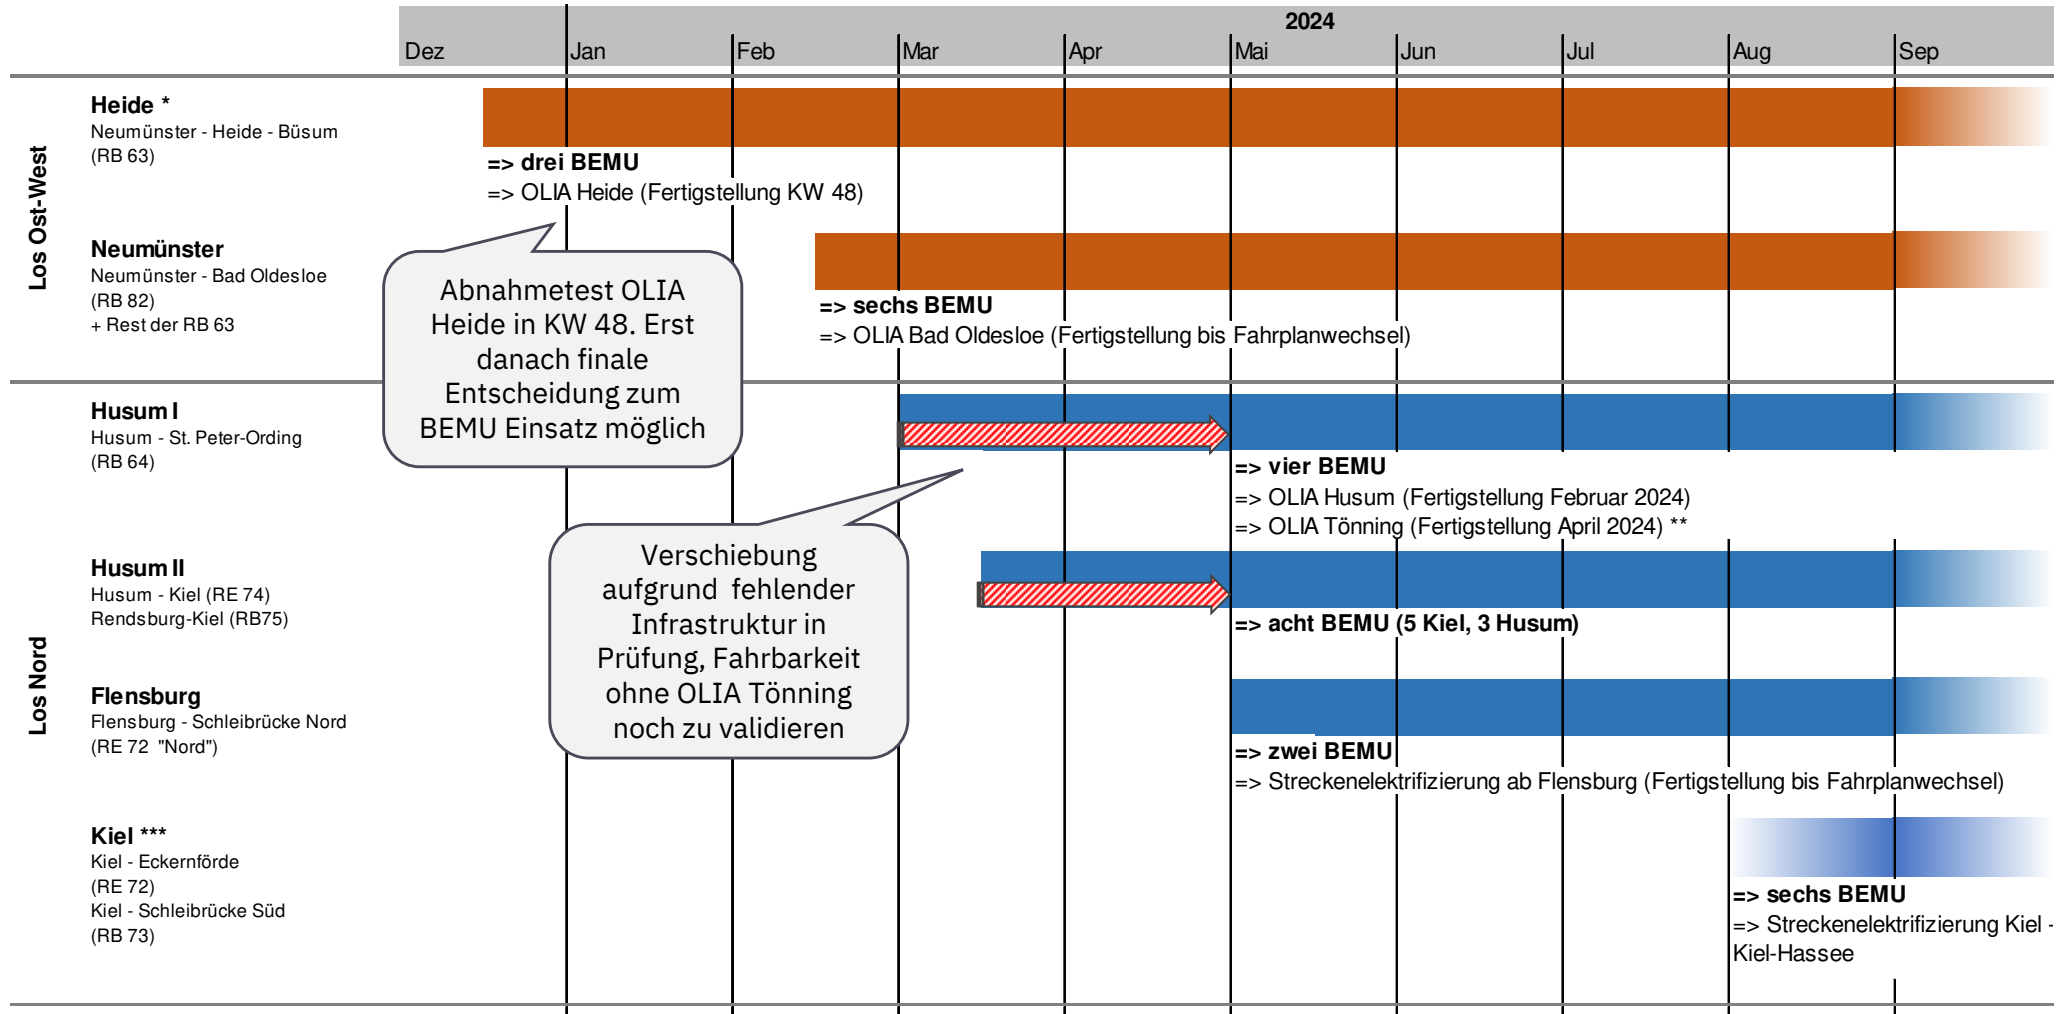 2024
Dez Jan Feb Mar Apr Mai Jun Jul Aug Sep
Los Ost-West
Heide *
Neumünster - Heide - Büsum
(RB 63)
=> drei BEMU
=> OLIA Heide (Fertigstellung KW 48)
Neumünster
Neumünster - Bad Oldesloe
(RB 82)
+ Rest der RB 63
=> sechs BEMU
=> OLIA Bad Oldesloe (Fertigstellung bis Fahrplanwechsel)
Abnahmetest OLIA
Heide in KW 48. Erst
danach finale
Entscheidung zum
BEMU Einsatz möglich
Los Nord
Husum I
Husum - St. Peter-Ording
(RB 64)
=> vier BEMU
=> OLIA Husum (Fertigstellung Februar 2024)
=> OLIA Tönning (Fertigstellung April 2024) **
Verschiebung
aufgrund fehlender
Infrastruktur in
Prüfung, Fahrbarkeit
ohne OLIA Tönning
noch zu validieren
Husum II
Husum - Kiel (RE 74)
Rendsburg-Kiel (RB75)
=> acht BEMU (5 Kiel, 3 Husum)
Flensburg
Flensburg - Schleibrücke Nord
(RE 72 "Nord")
=> zwei BEMU
=> Streckenelektrifizierung ab Flensburg (Fertigstellung bis Fahrplanwechsel)
Kiel ***
Kiel - Eckernförde
(RE 72)
Kiel - Schleibrücke Süd
(RB 73)
=> sechs BEMU
=> Streckenelektrifizierung Kiel -
Kiel-Hassee